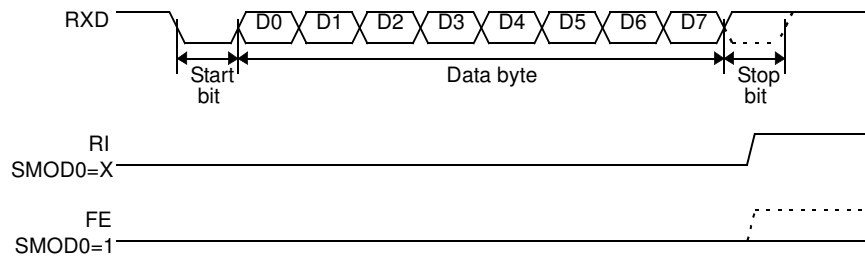 RXD D0 D1 D2 D3 D4 D5 D6 D7
Start bit
Data byte
Stop bit
RI
SMOD0=X
FE
SMOD0=1